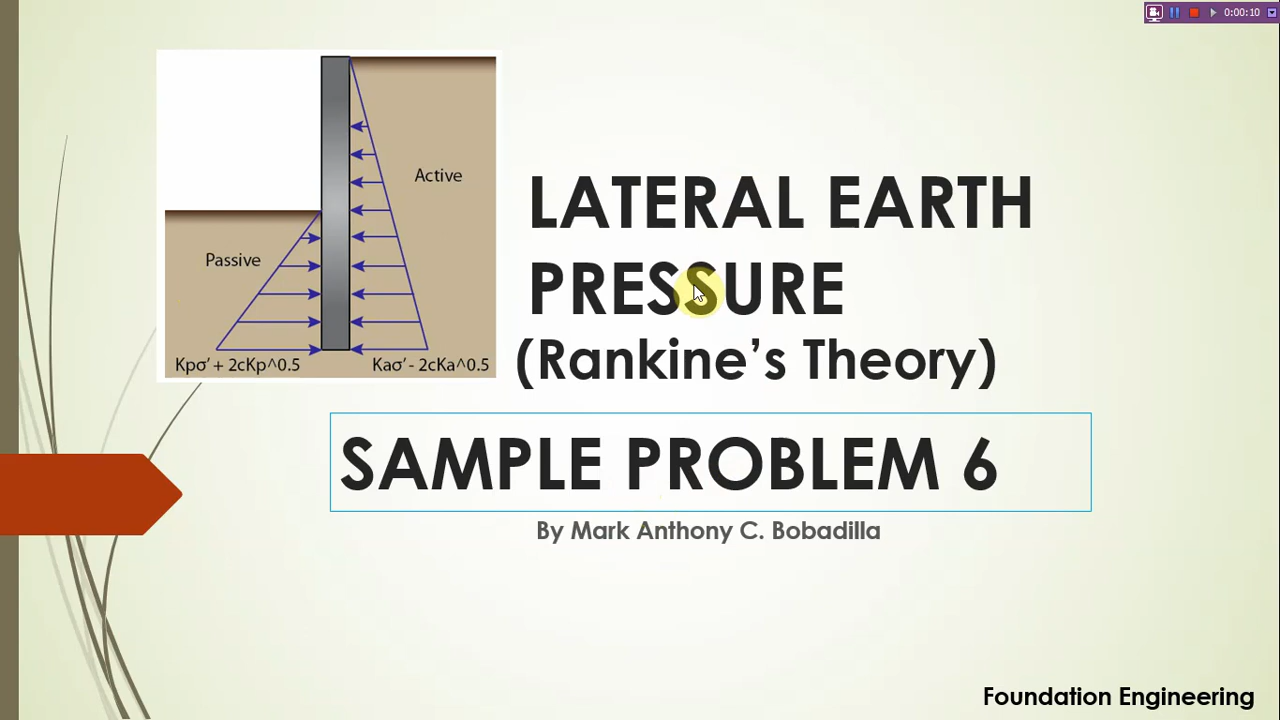 0:00:10
Active
Passive
Kpσ' + 2cKp^0.5
Kaσ' - 2cKa^0.5
LATERAL EARTH
PRESSURE
(Rankine’s Theory)
SAMPLE PROBLEM 6
By Mark Anthony C. Bobadilla
Foundation Engineering